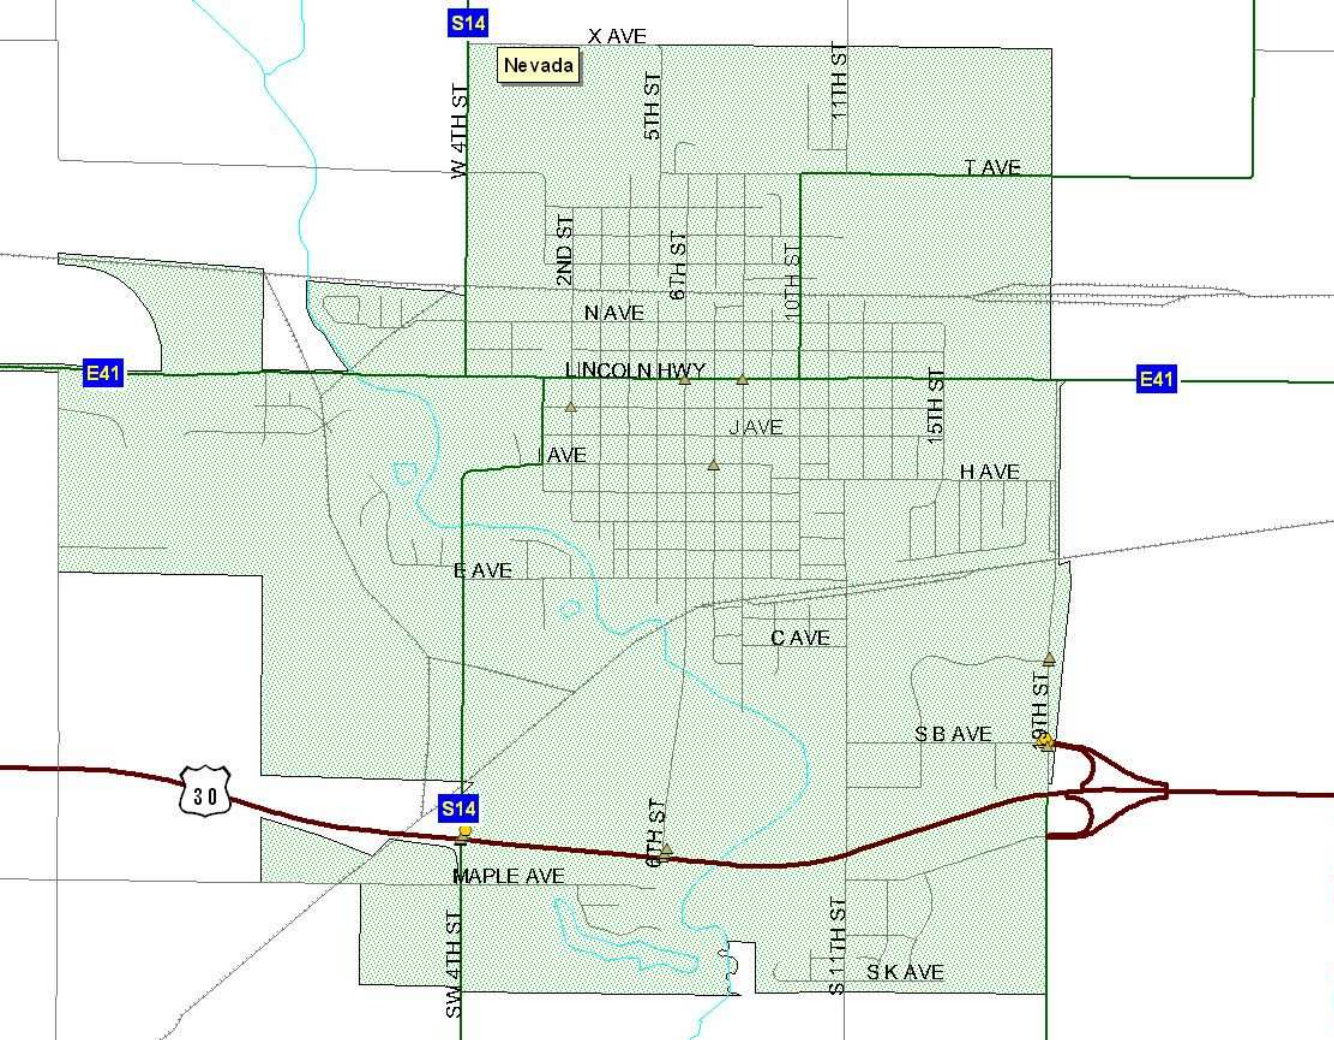 S14
X AVE
Nevada
W 4TH ST
5TH ST
11TH ST
T AVE
2ND ST
6TH ST
10TH ST
N AVE
LINCOLN HWY
E41
E41
15TH ST
J AVE
AVE
H AVE
E AVE
C AVE
19TH ST
S B AVE
30
S14
6TH ST
MAPLE AVE
SW 4TH ST
S 11TH ST
S K AVE